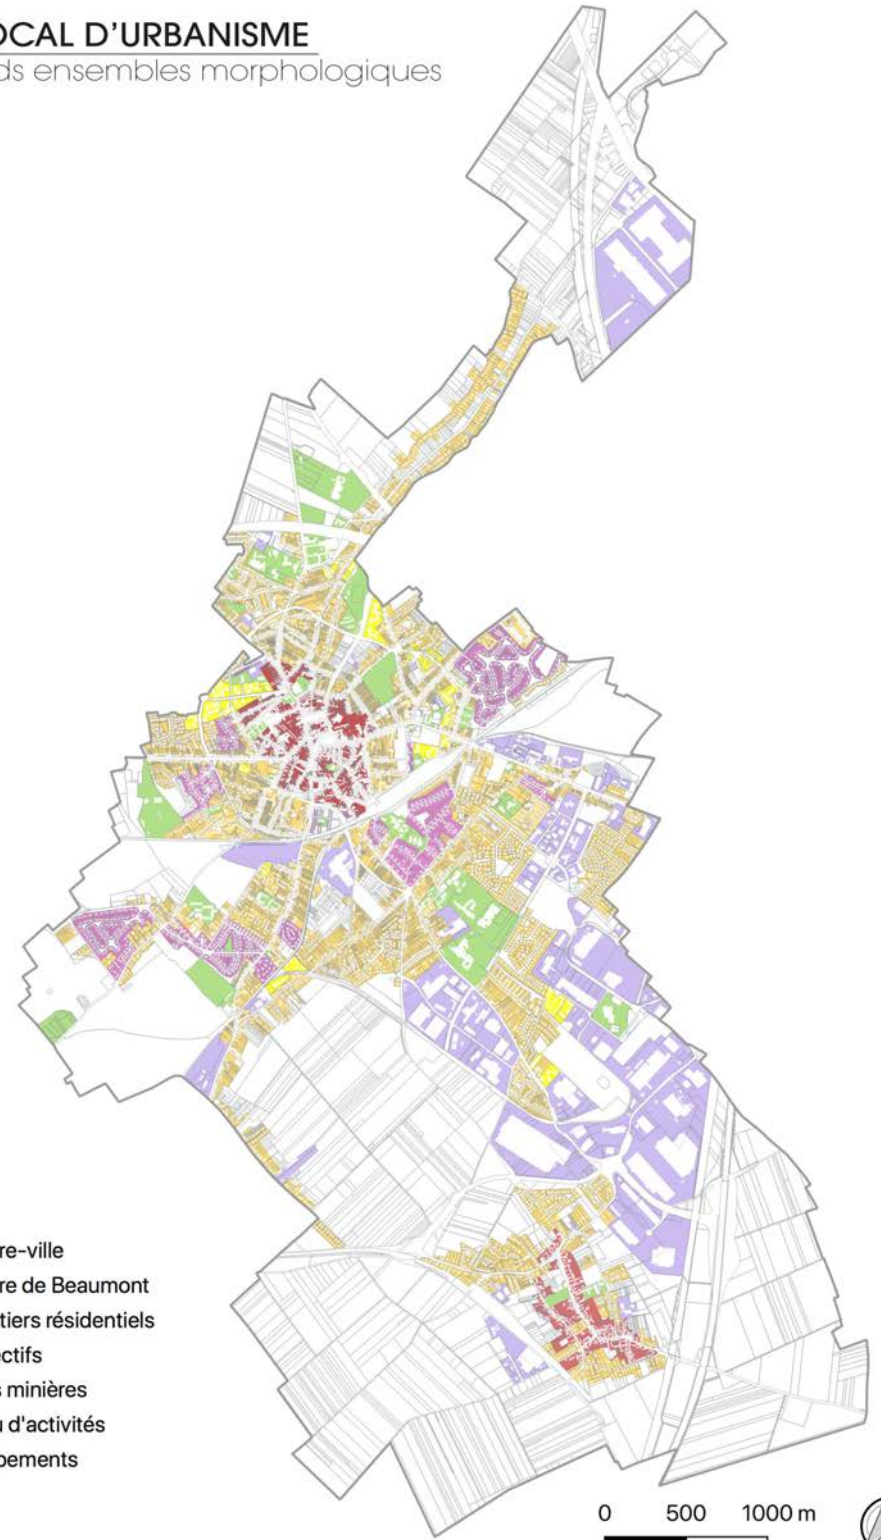 OCAL D'URBANISME
ds ensembles morphologiques
re-ville
re de Beaumont
tiers résidentiels
ectifs
s minières
u d'activités
pements
0 500 1000 m